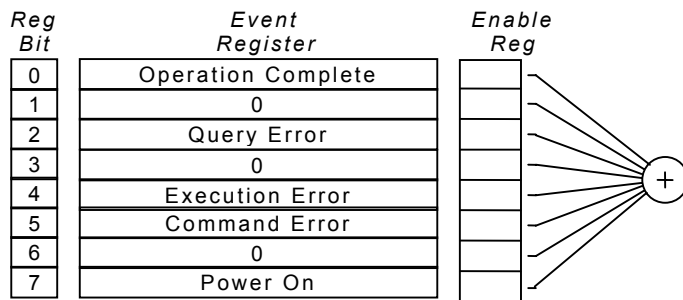 Reg Event Enable
Bit Register Reg
0 Operation Complete
1 0
2 Query Error
3 0
4 Execution Error
5 Command Error
6 0
7 Power On
+